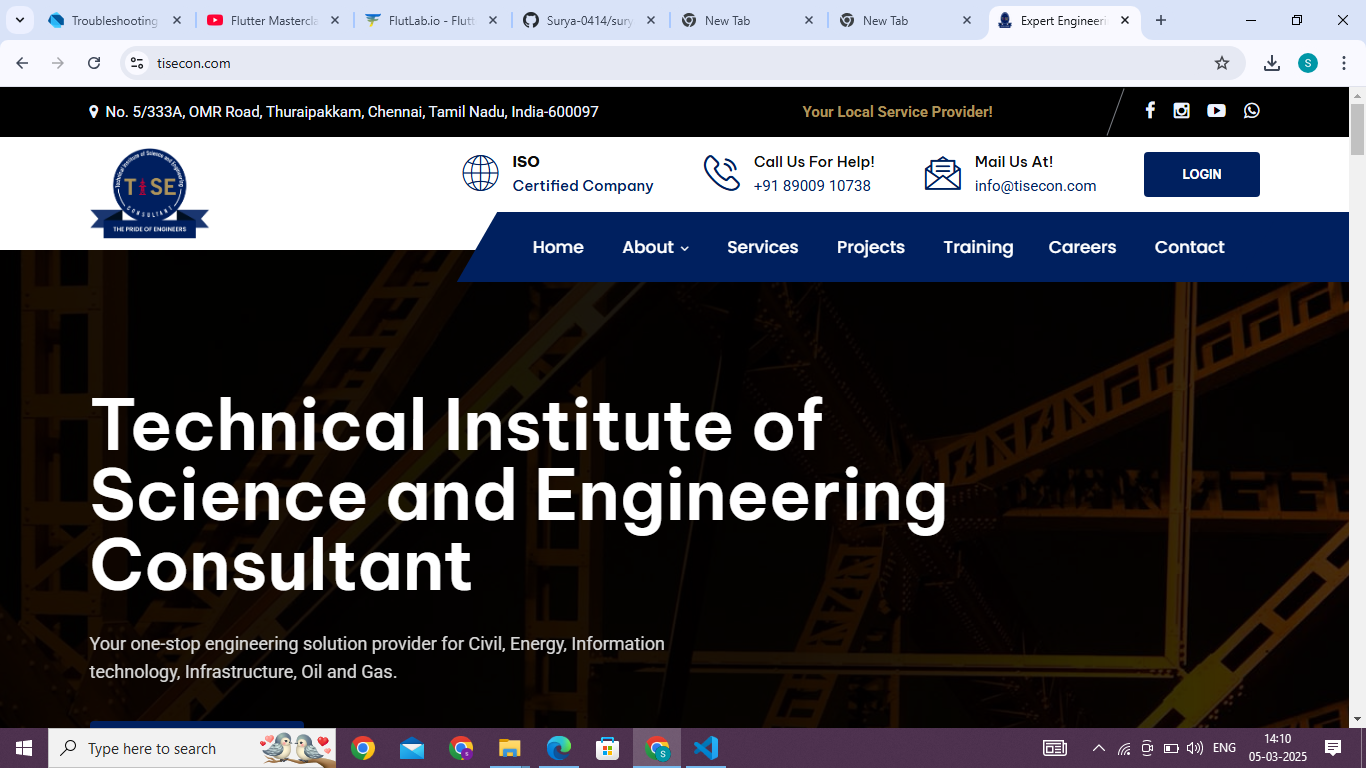 Troubleshooting
Flutter Mastercla
FlutLab.io - Flutt
Surya-0414/sury
New Tab
New Tab
Expert Engineeri
tisecon.com
No. 5/333A, OMR Road, Thuraipakkam, Chennai, Tamil Nadu, India-600097
Your Local Service Provider!
Technical Institute of Science and Engineering
TISE
CONSULTANT
THE PRIDE OF ENGINEERS
ISO
Certified Company
Call Us For Help!
+91 89009 10738
Mail Us At!
info@tisecon.com
LOGIN
Home
About
Services
Projects
Training
Careers
Contact
Technical Institute of
Science and Engineering
Consultant
Your one-stop engineering solution provider for Civil, Energy, Information
technology, Infrastructure, Oil and Gas.
Type here to search
ENG
14:10
05-03-2025
S
S